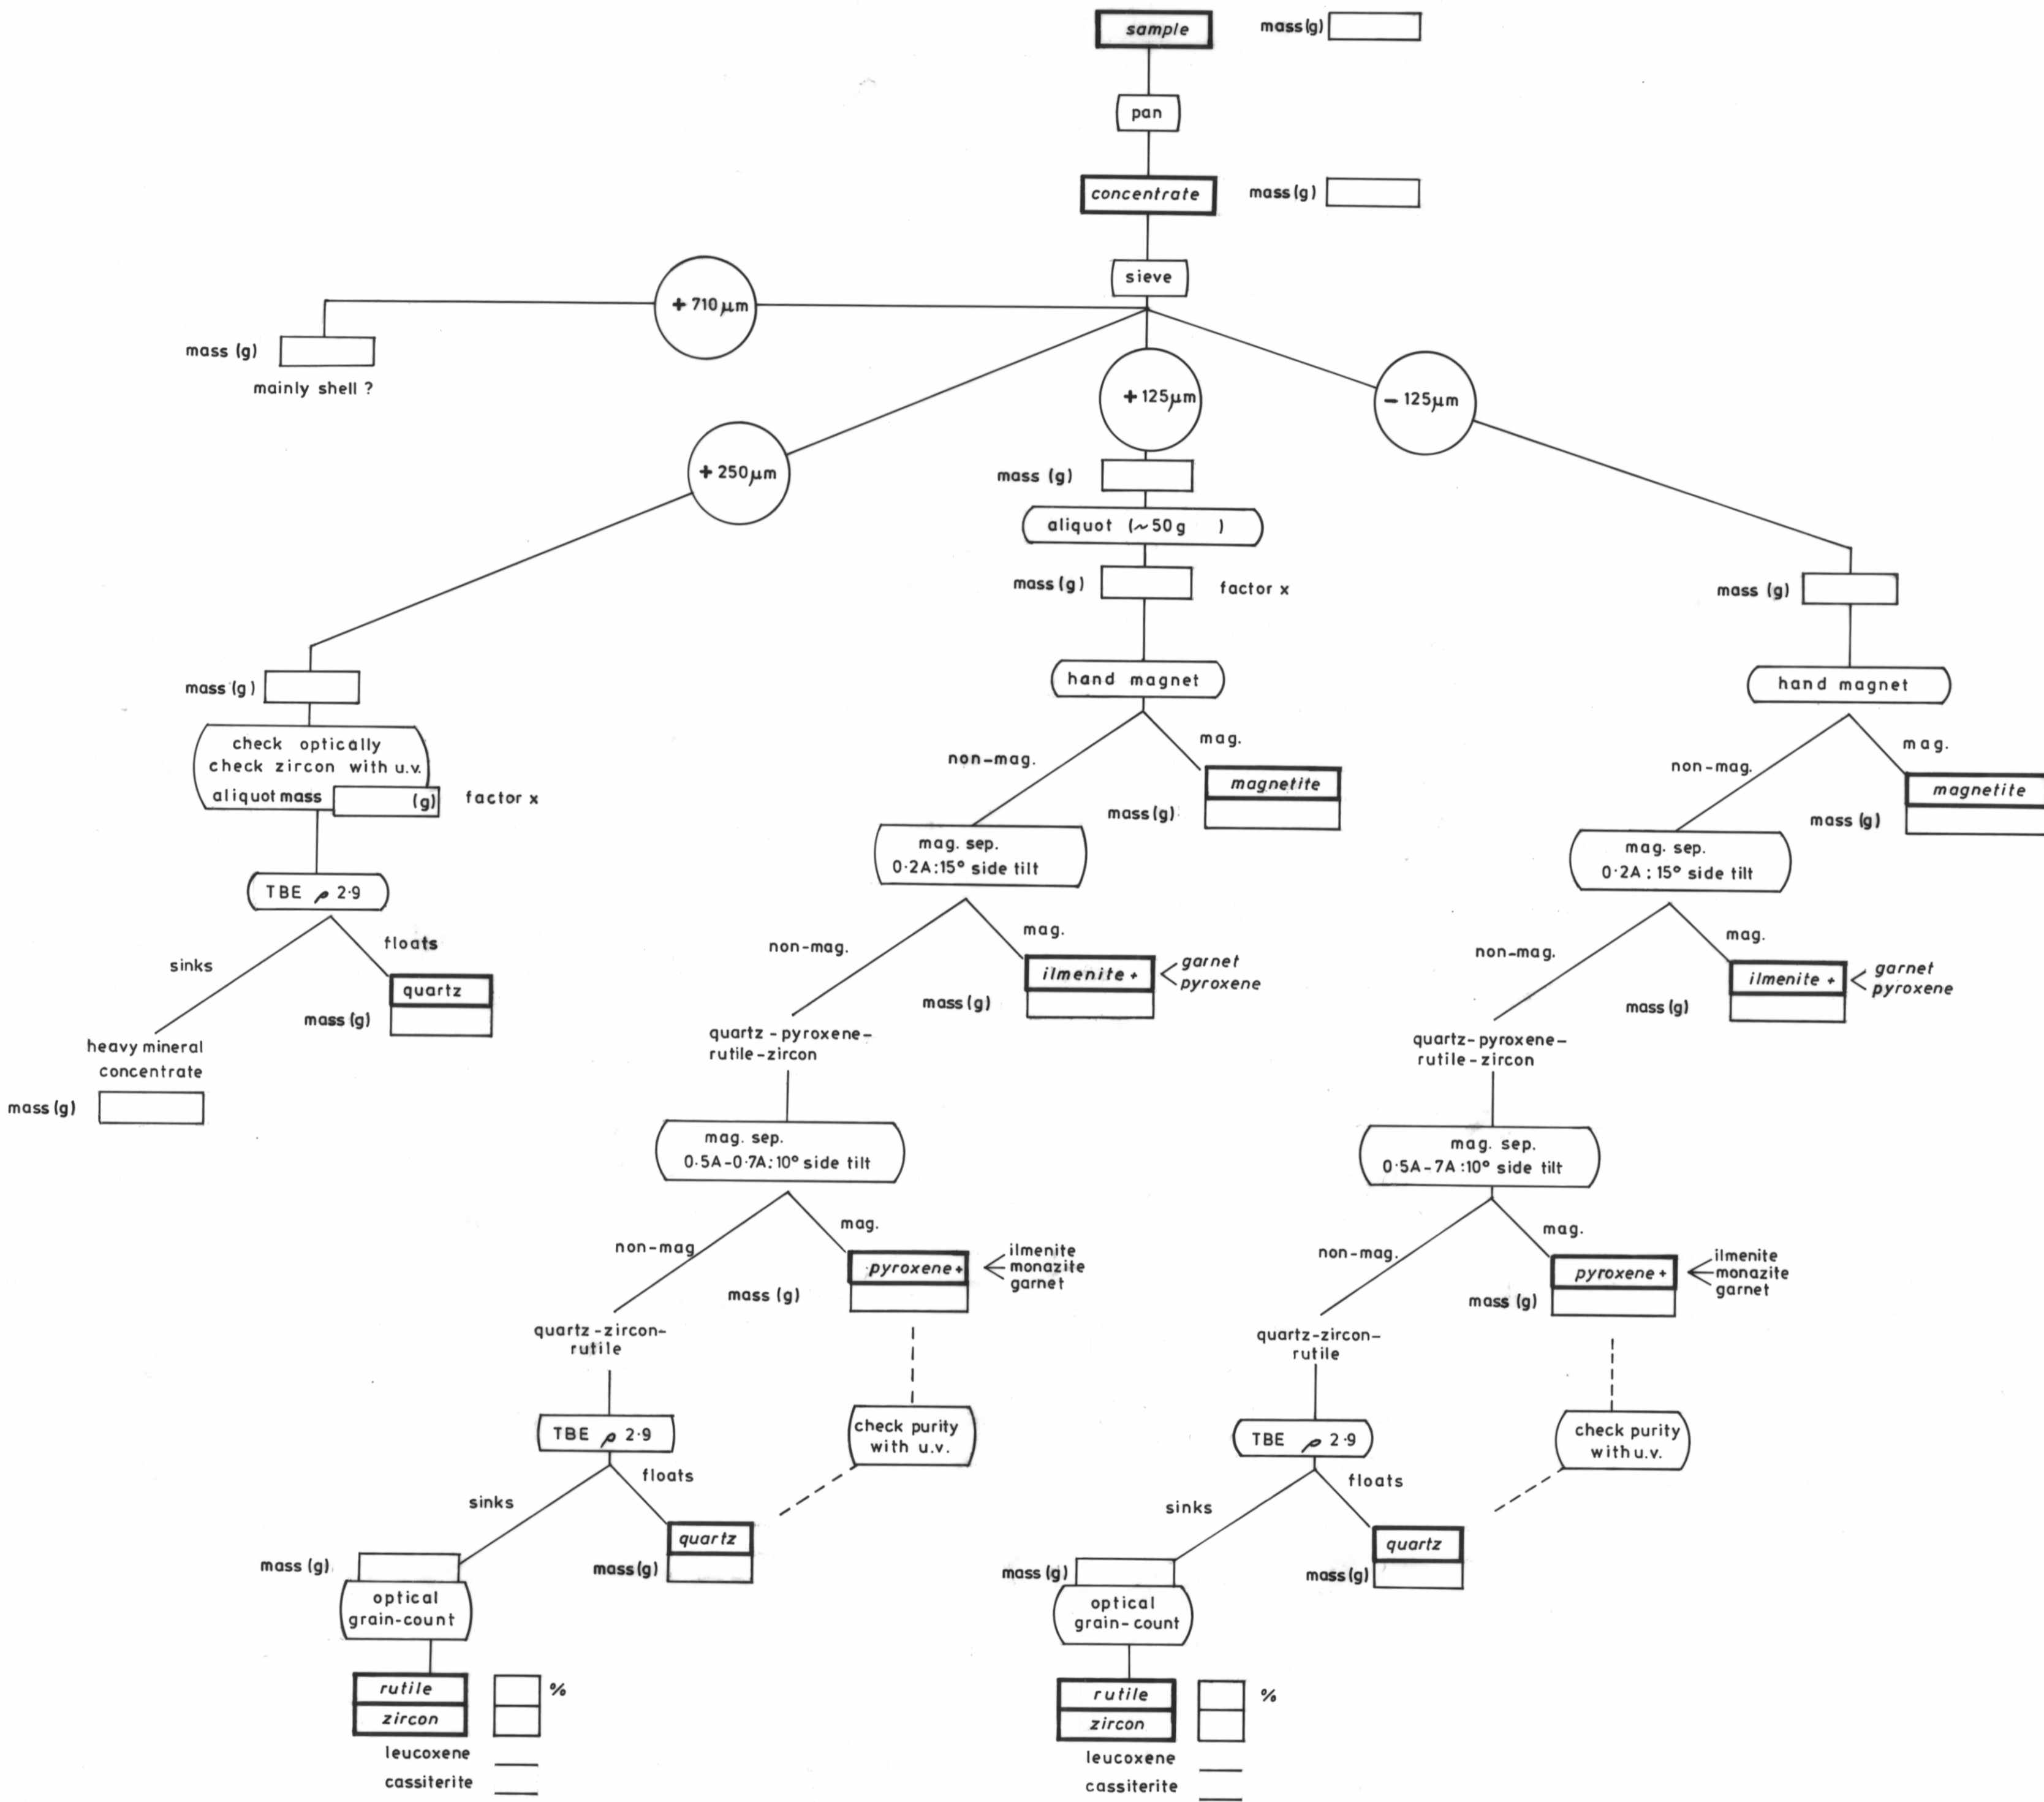 sample
mass(g)
pan
concentrate
mass(g)
sieve
+ 710 µm
mass (g)
mainly shell ?
+ 250 µm
+ 125µm
- 125µm
mass (g)
check optically
check zircon with u.v.
aliquot mass (g) factor x
TBE ρ 2·9
sinks
floats
quartz
mass(g)
heavy mineral
concentrate
mass(g)
mass (g)
aliquot (~50g )
mass(g) factor x
hand magnet
non-mag.
mag.
magnetite
mass(g)
mag. sep.
0·2A:15° side tilt
non-mag.
mag.
ilmenite +
garnet
pyroxene
mass(g)
quartz - pyroxene-
rutile-zircon
mag. sep.
0·5A-0·7A:10° side tilt
non-mag
mag.
pyroxene+
ilmenite
monazite
garnet
mass (g)
quartz-zircon-
rutile
check purity
with u.v.
TBE ρ 2·9
sinks
floats
quartz
mass(g)
mass(g)
optical
grain-count
rutile %
zircon
leucoxene
cassiterite
mass (g)
hand magnet
non-mag.
mag.
magnetite
mass (g)
mag. sep.
0·2A : 15° side tilt
non-mag.
mag.
ilmenite +
garnet
pyroxene
mass(g)
quartz-pyroxene-
rutile-zircon
mag. sep.
0·5A-7A:10° side tilt
non-mag.
mag.
pyroxene +
ilmenite
monazite
garnet
mass (g)
quartz-zircon-
rutile
check purity
with u.v.
TBE ρ 2·9
sinks
floats
quartz
mass(g)
mass(g)
optical
grain-count
rutile %
zircon
leucoxene
cassiterite